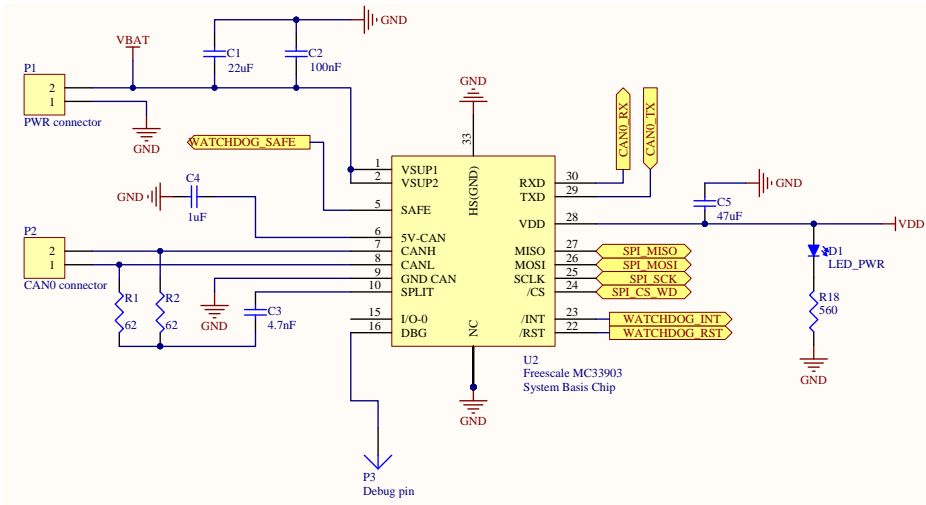 GND
VBAT
C1
22uF
C2
100nF
P1
2
1
PWR connector
GND
GND
WATCHDOG_SAFE
CAN0_RX
CAN0_TX
33
HS(GND)
1
VSUP1
2
VSUP2
5
SAFE
6
5V-CAN
7
CANH
8
CANL
9
GND CAN
10
SPLIT
15
I/O-0
16
DBG
NC
RXD
30
TXD
29
VDD
28
MISO
27
MOSI
26
SCLK
25
/CS
24
/INT
23
/RST
22
SPI_MISO
SPI_MOSI
SPI_SCK
SPI_CS_WD
WATCHDOG_INT
WATCHDOG_RST
C4
1uF
GND
P2
2
1
CAN0 connector
R1
62
R2
62
GND
C3
4.7nF
GND
C5
47uF
VDD
D1
LED_PWR
R18
560
GND
U2
Freescale MC33903
System Basis Chip
GND
P3
Debug pin